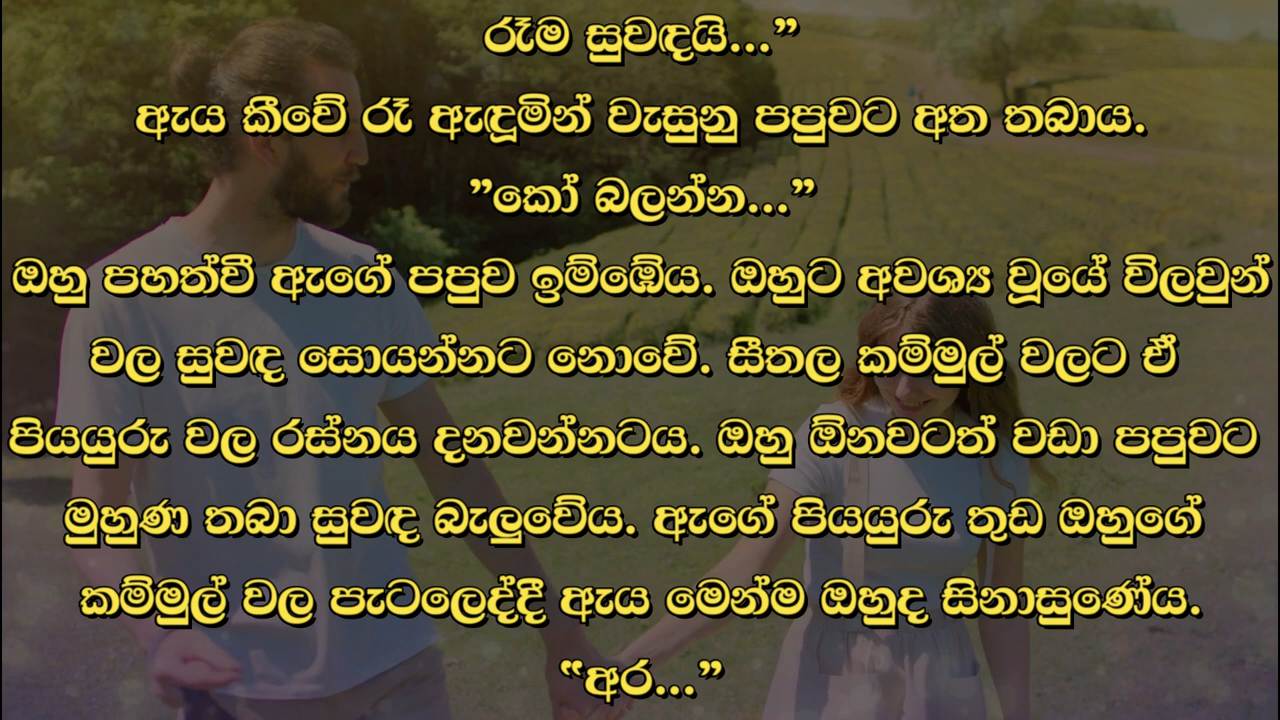 රෑම සුවඳයි...”
ඇය කීවේ රෑ ඇඳූමින් වැසුනු පපුවට අත තබාය.
”කෝ බලන්න...”
ඔහු පහත්වී ඇගේ පපුව ඉම්ඹේය. ඔහුට අවශ්‍ය වූයේ විලවුන්
වල සුවඳ සොයන්නට නොවේ. සීතල කම්මුල් වලට ඒ
පියයුරු වල රස්නය දනවන්නටය. ඔහු ඕනවටත් වඩා පපුවට
මුහුණ තබා සුවඳ බැලුවේය. ඇගේ පියයුරු තුඩ ඔහුගේ
කම්මුල් වල පැටලෙද්දී ඇය මෙන්ම ඔහුද සිනාසුණේය.
“අර...”